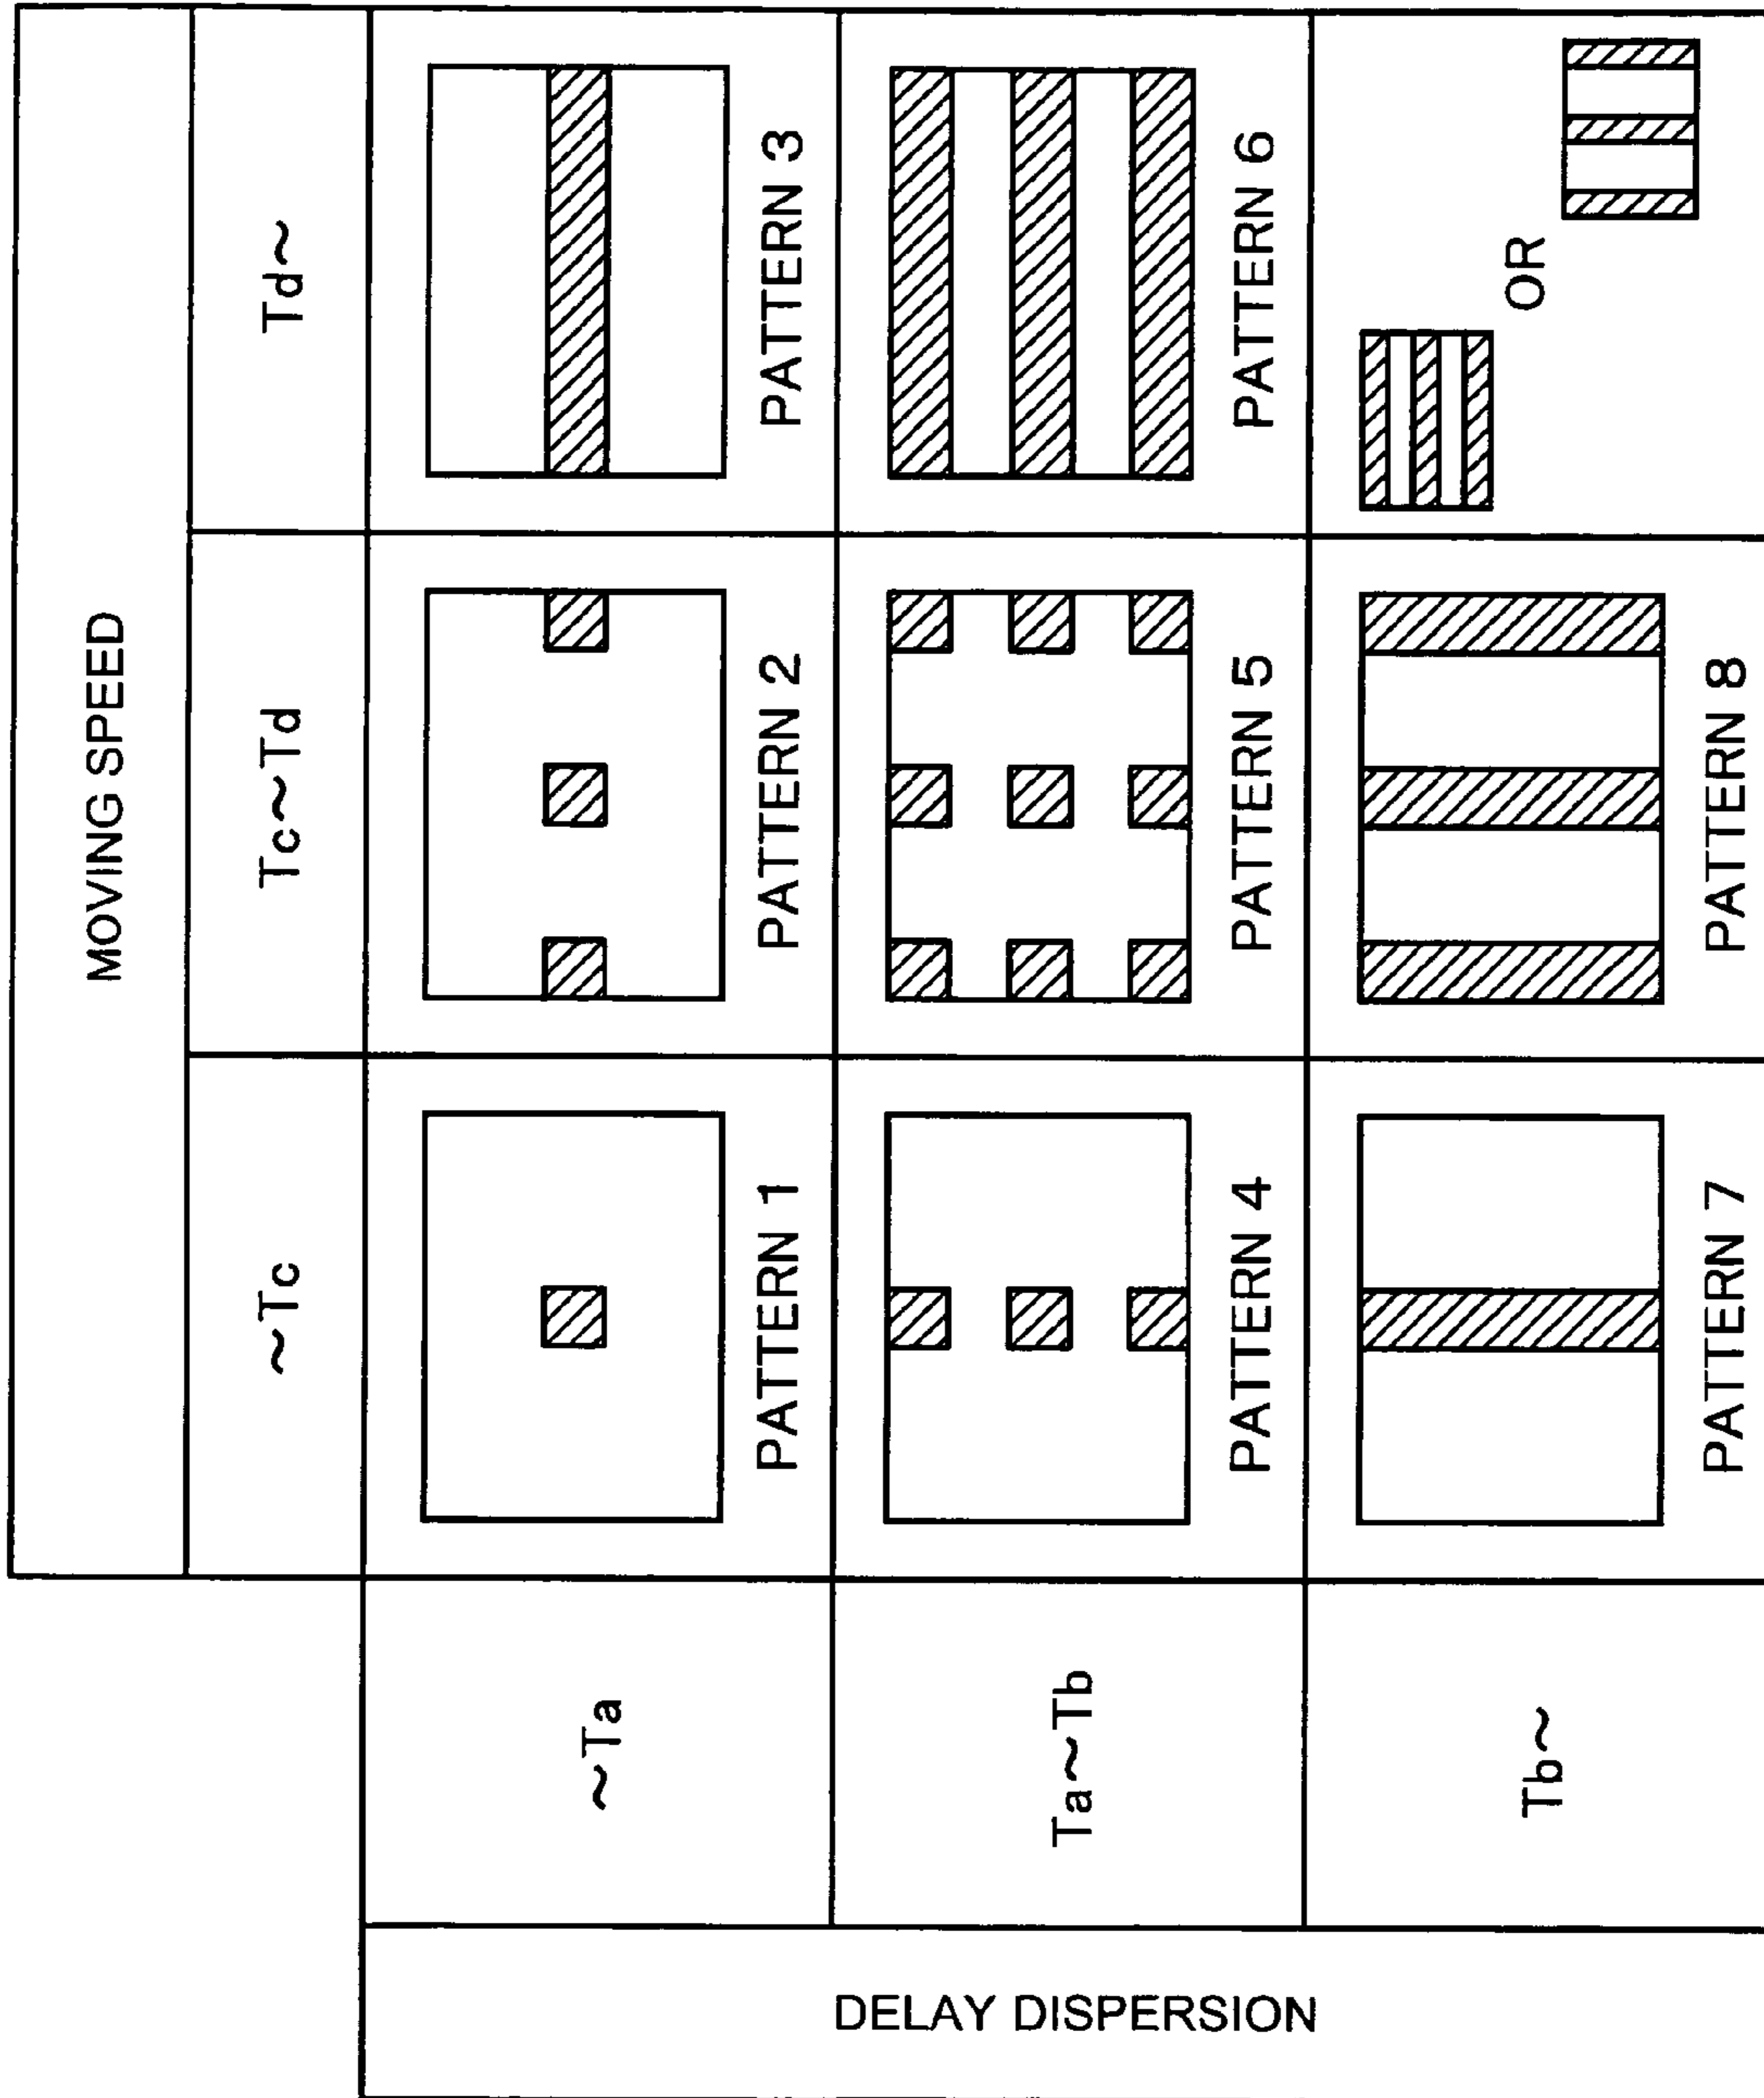 MOVING SPEED
~Tc
Tc~Td
Td~
DELAY DISPERSION
~Ta
PATTERN 1
PATTERN 2
PATTERN 3
Ta~Tb
PATTERN 4
PATTERN 5
PATTERN 6
Tb~
PATTERN 7
PATTERN 8
OR